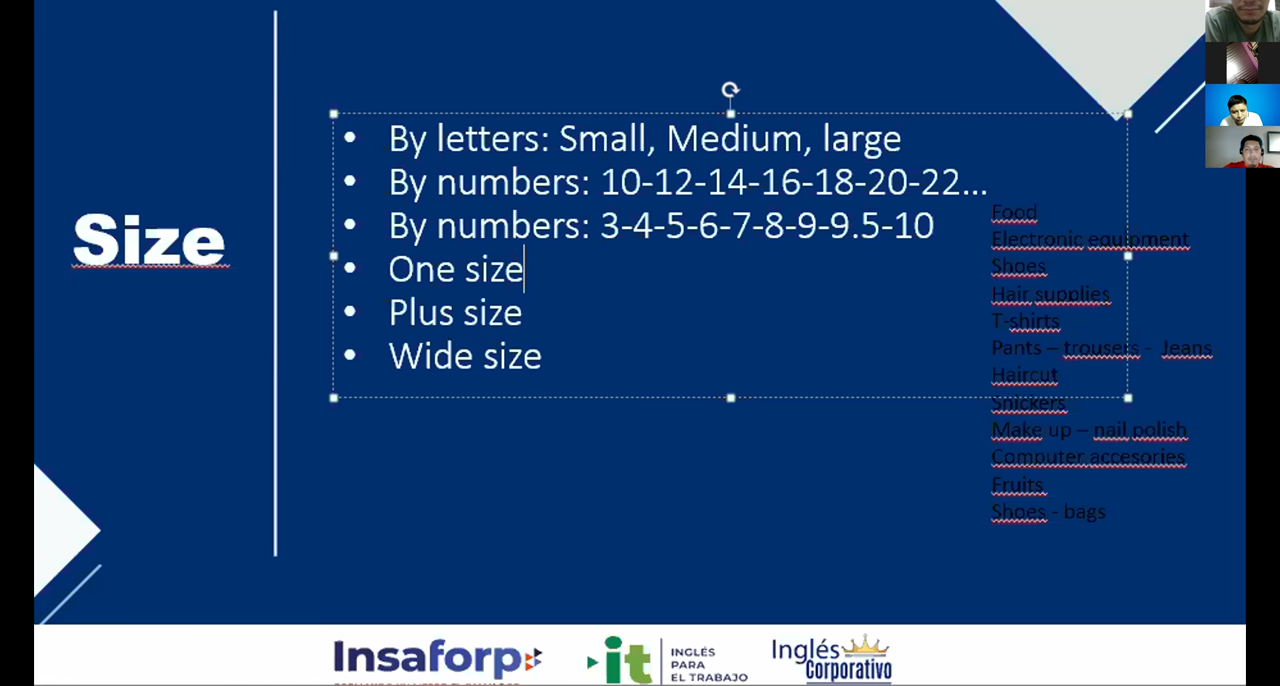 Size
• By letters: Small, Medium, large
• By numbers: 10-12-14-16-18-20-22...
• By numbers: 3-4-5-6-7-8-9-9.5-10
• One size
• Plus size
• Wide size
Food
Electronic equipment
Shoes
Hair supplies
T-shirts
Pants – trousers - Jeans
Haircut
Snickers
Make up – nail polish
Computer accesories
Fruits
Shoes - bags
Insaforp
it
INGLÉS
PARA
EL TRABAJO
Inglés
Corporativo